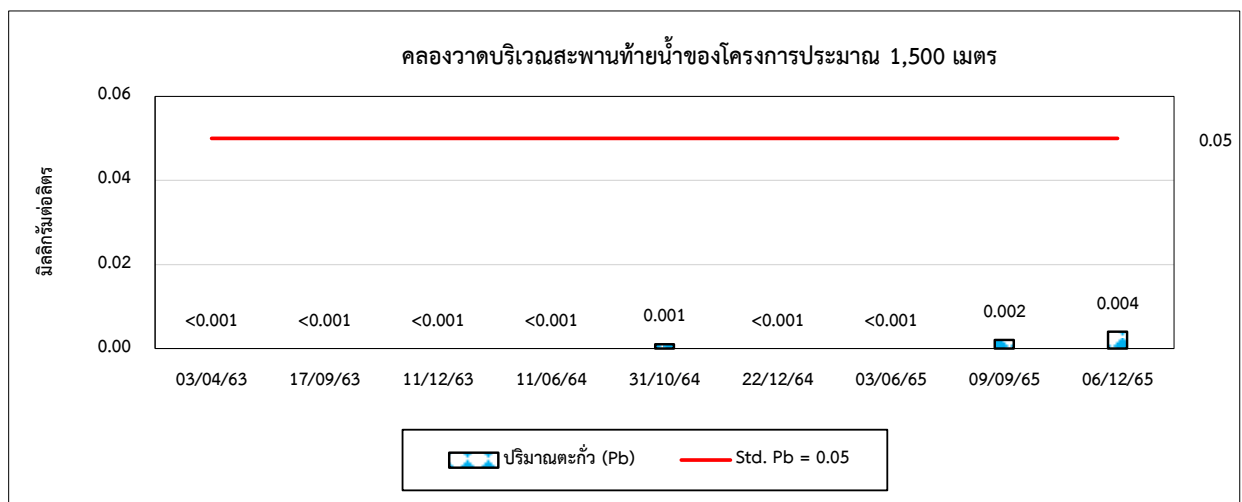 คลองวาดบริเวณสะพานท้ายน้ำของโครงการประมาณ 1,500 เมตร
มิลลิกรัมต่อลิตร
0.06
0.04
0.02
0.00
0.05
<0.001 <0.001 <0.001 <0.001 0.001 <0.001 <0.001 0.002 0.004
03/04/63 17/09/63 11/12/63 11/06/64 31/10/64 22/12/64 03/06/65 09/09/65 06/12/65
ปริมาณตะกั่ว (Pb) Std. Pb = 0.05